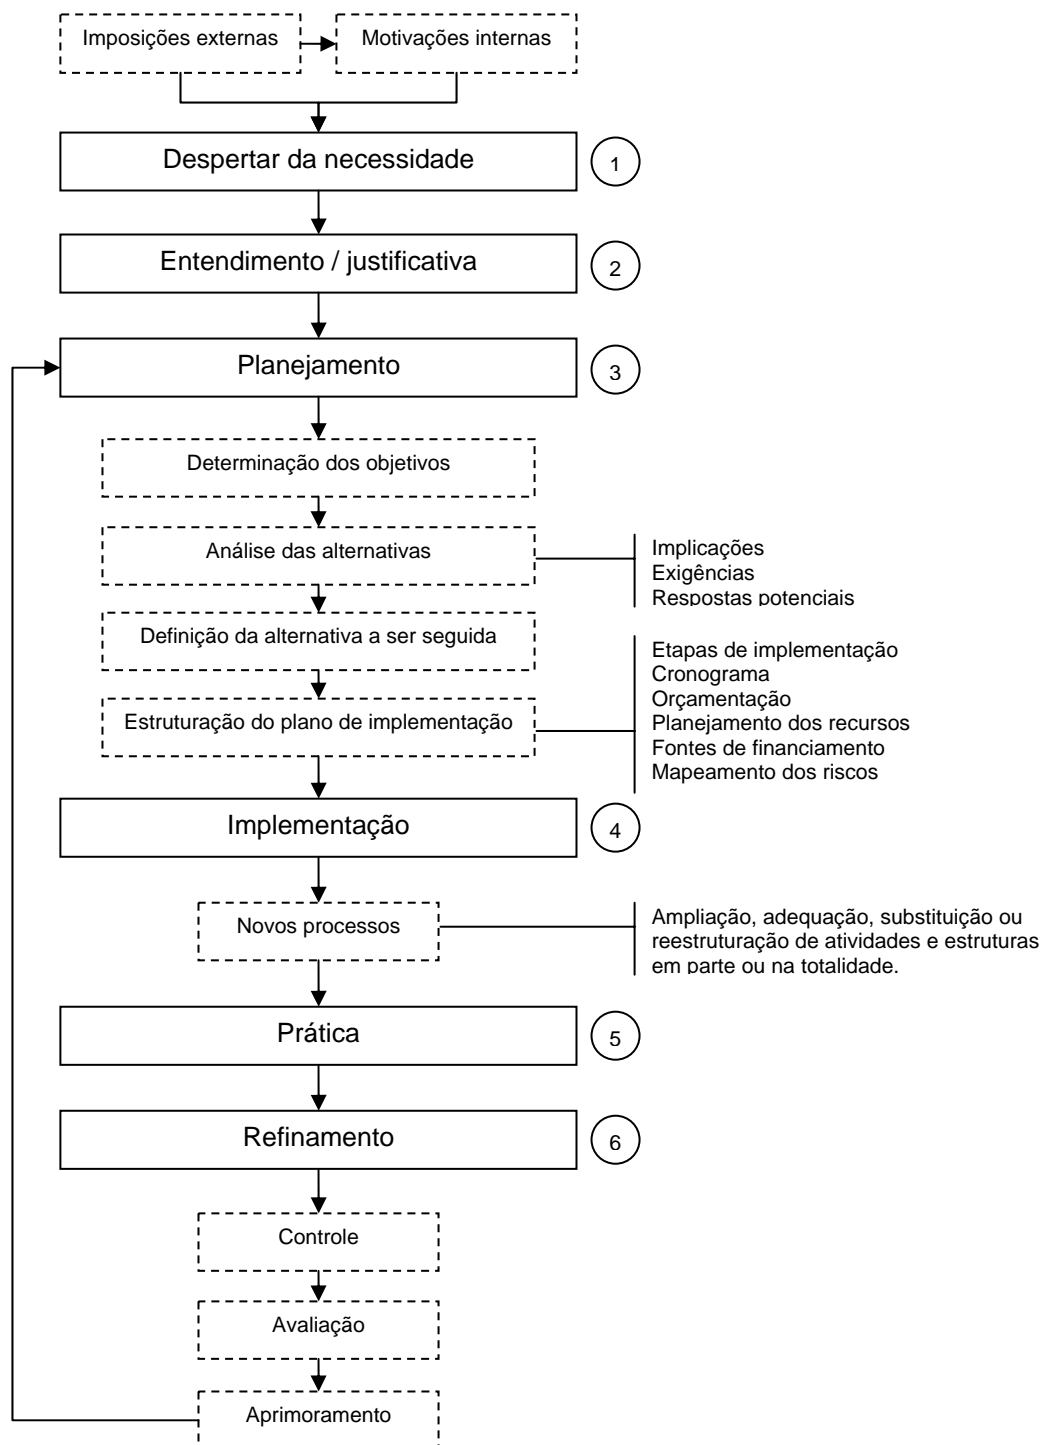 Imposições externas
Motivações internas
Despertar da necessidade
1
Entendimento / justificativa
2
Planejamento
3
Determinação dos objetivos
Análise das alternativas
Implicações
Exigências
Respostas potenciais
Definição da alternativa a ser seguida
Estruturação do plano de implementação
Etapas de implementação
Cronograma
Orçamentação
Planejamento dos recursos
Fontes de financiamento
Mapeamento dos riscos
Implementação
4
Novos processos
Ampliação, adequação, substituição ou
reestruturação de atividades e estruturas
em parte ou na totalidade.
Prática
5
Refinamento
6
Controle
Avaliação
Aprimoramento